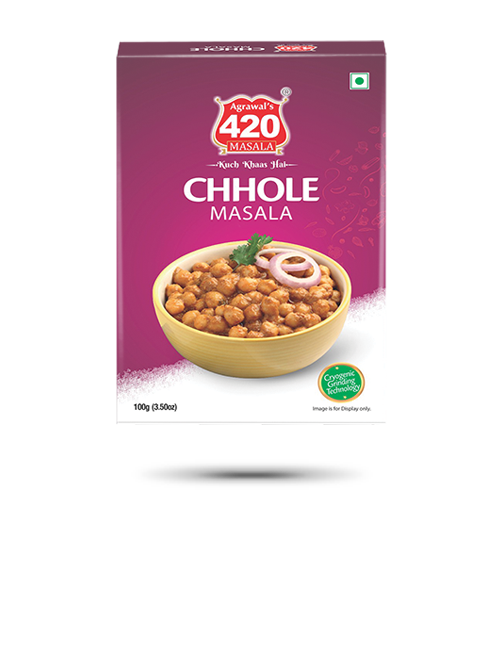 Agrawal's
®
420
MASALA
Kuch Khaas Hai
CHHOLE
MASALA
Cryogenic
Grinding
Technology
100g (3.50oz)
Image is for Display only.